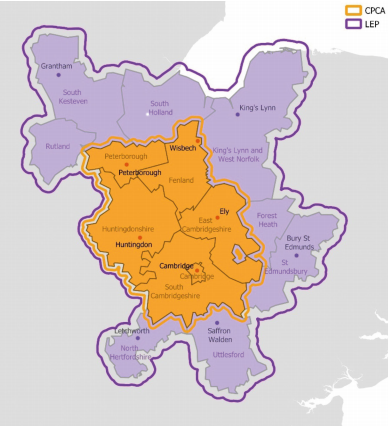 CPCA
LEP
Grantham
South
Kesteven
South
Holland
King's Lynn
Rutland
Wisbech
King's Lynn and
West Norfolk
Peterborough
Peterborough
Fenland
Ely
East
Cambridgeshire
Forest
Heath
Huntingdonshire
Huntingdon
Bury St
Edmunds
St
Edmundsbury
Cambridge
Cambridge
South
Cambridgeshire
Letchworth
North
Hertfordshire
Saffron
Walden
Uttlesford